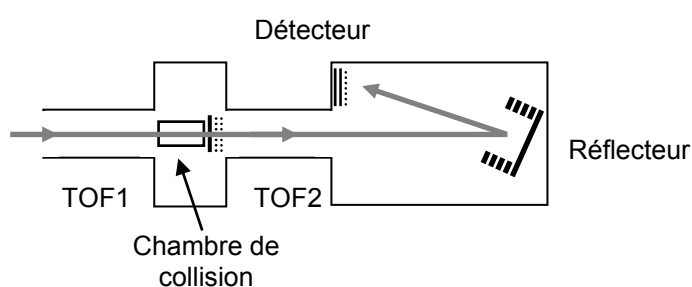 Détecteur
Réflecteur
TOF1
TOF2
Chambre de
collision